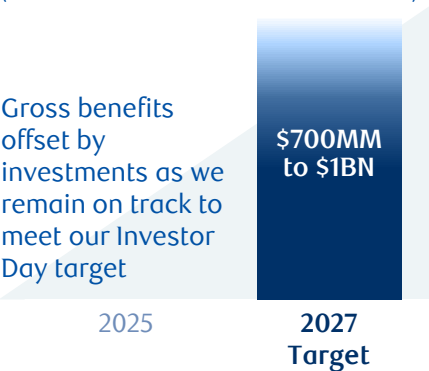 Gross benefits
offset by
investments as we
remain on track to
meet our Investor
Day target
$700MM
to $1BN
2025
2027
Target